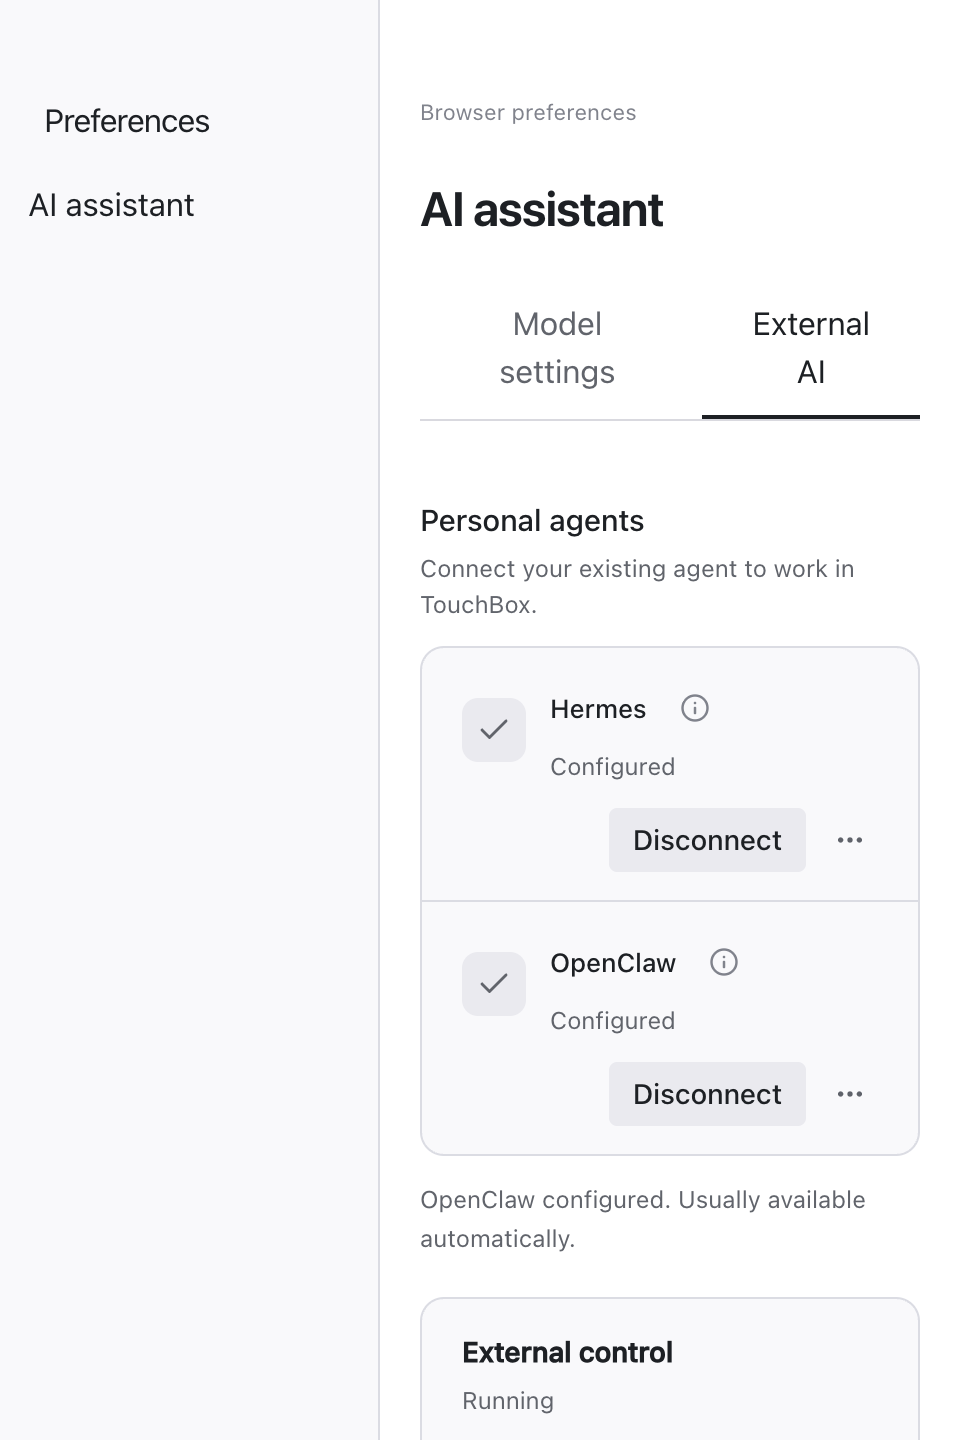 Preferences
AI assistant
Browser preferences
AI assistant
Model
settings
External
AI
Personal agents
Connect your existing agent to work in
TouchBox.
Hermes
Configured
Disconnect
OpenClaw
Configured
Disconnect
OpenClaw configured. Usually available
automatically.
External control
Running